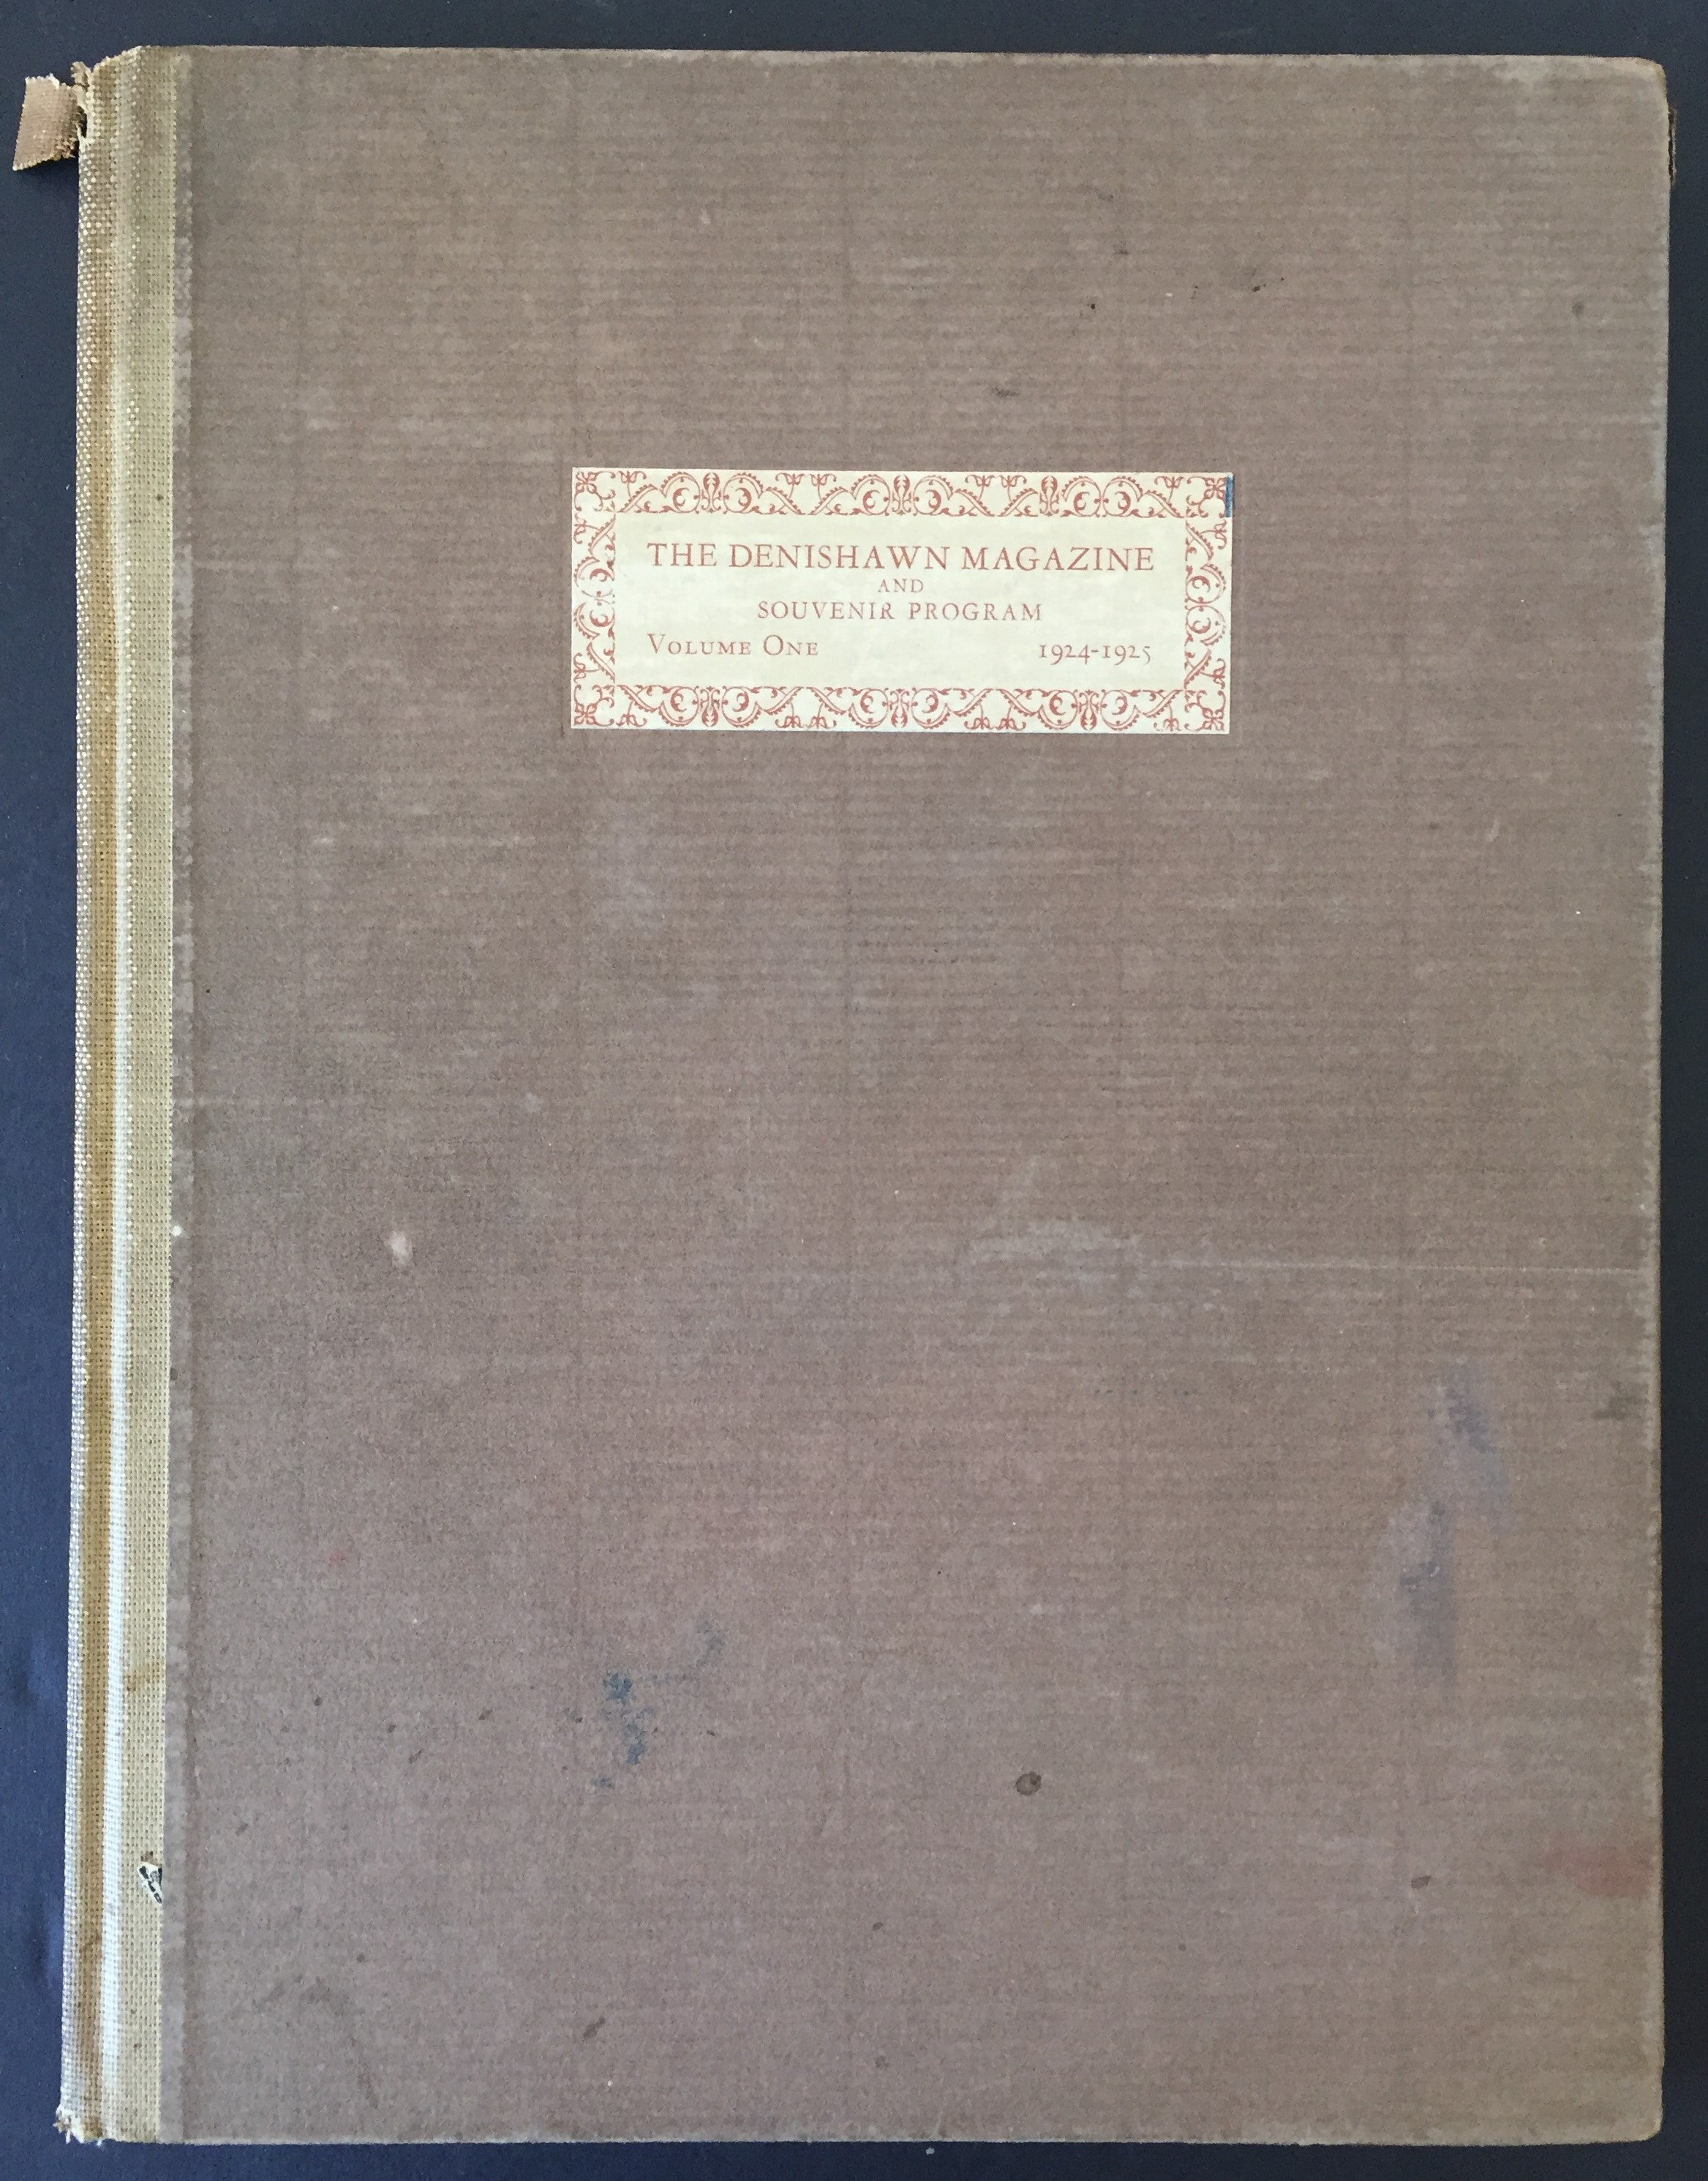 THE DENISHAWN MAGAZINE
AND
SOUVENIR PROGRAM
VOLUME ONE 1924-1925